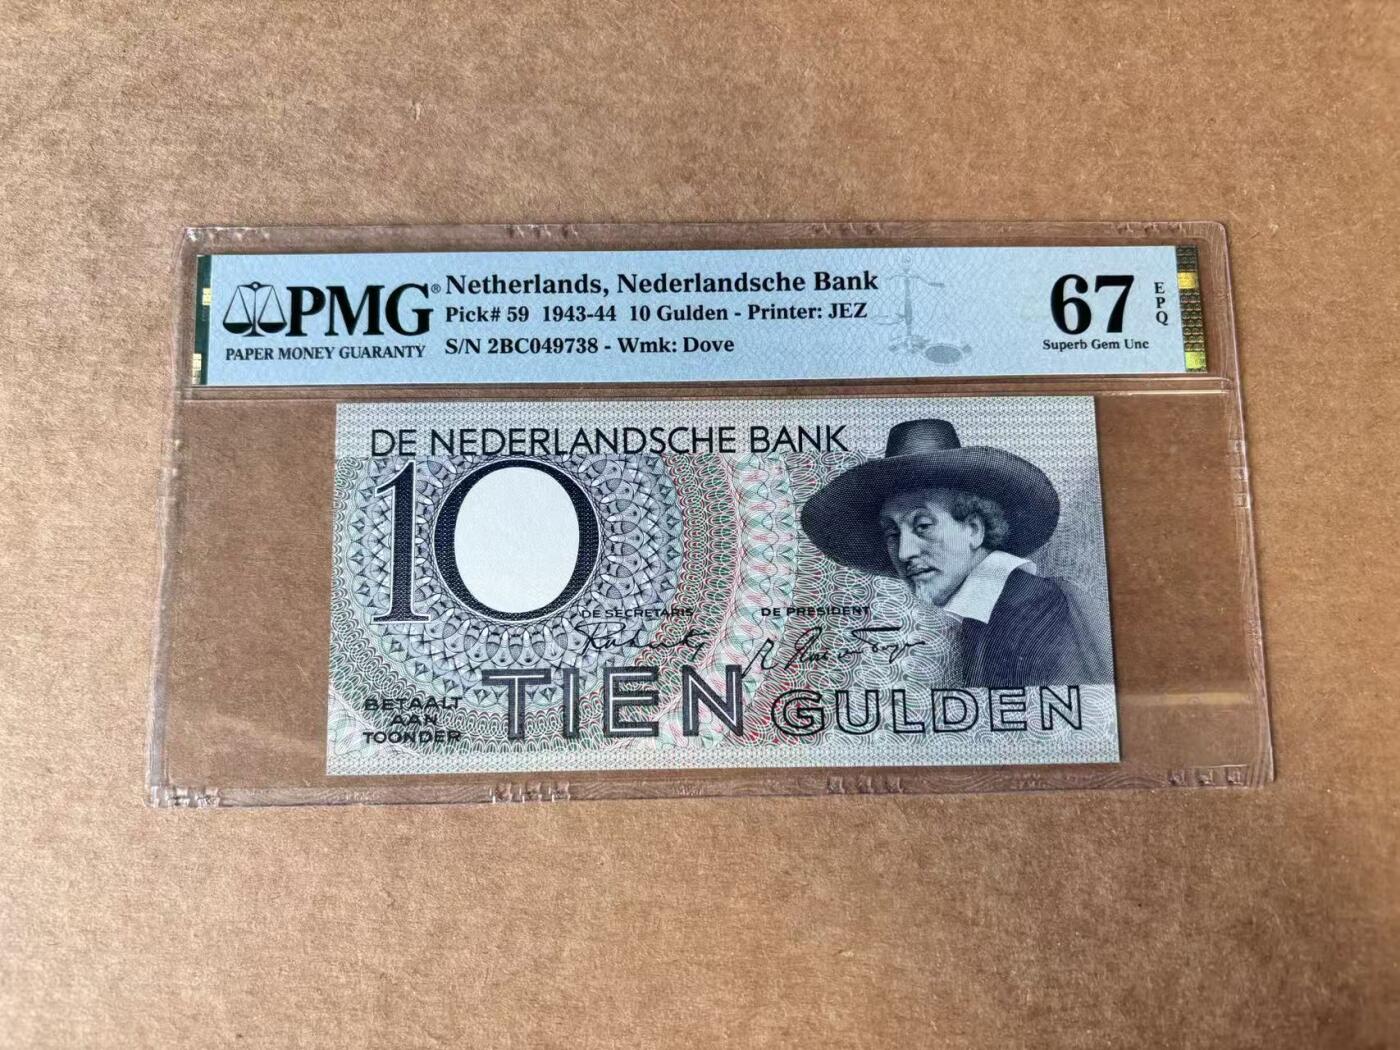 PMG®
PAPER MONEY GUARANTY
Netherlands, Nederlandsche Bank
Pick# 59 1943-44 10 Gulden - Printer: JEZ
S/N 2BC049738 - Wmk: Dove
67
EPQ
Superb Gem Unc
DE NEDERLANDSCHE BANK
10
DE SECRETARIS
DE PRESIDENT
BETAALT
AAN
TOONDER
TIEN GULDEN